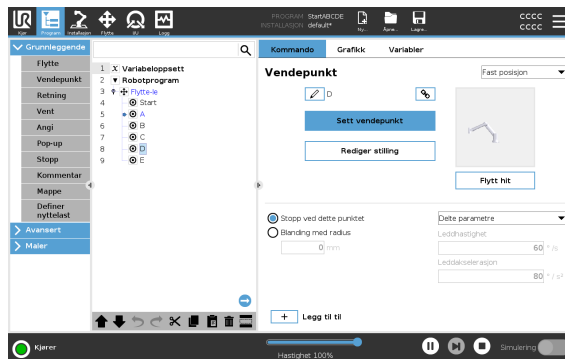 PROGRAM StartABCDE
INSTALLASJON default*
CCCC
CCCC
Kjør
Program
Installasjon
Flytte
I/U
Logg
Ny...
Åpne...
Lagre...
Grunnleggende
Flytte
Vendepunkt
Retning
Vent
Angi
Pop-up
Stopp
Kommentar
Mappe
Definer
nyttelast
Avansert
Maler
1 X Variabeloppsett
2 Robotprogram
3 Flytte-le
4 Start
5 A
6 B
7 C
8 D
9 E
Kommando Grafikk Variabler
Vendepunkt
Fast posisjon
D
Sett vendepunkt
Rediger stilling
Flytt hit
Stopp ved dette punktet
Blanding med radius
0 mm
Delte parametre
Leddhastighet
60 ° /s
Leddakselerasjon
80 ° / s²
+ Legg til til
Kjører
Hastighet 100%
Simulering